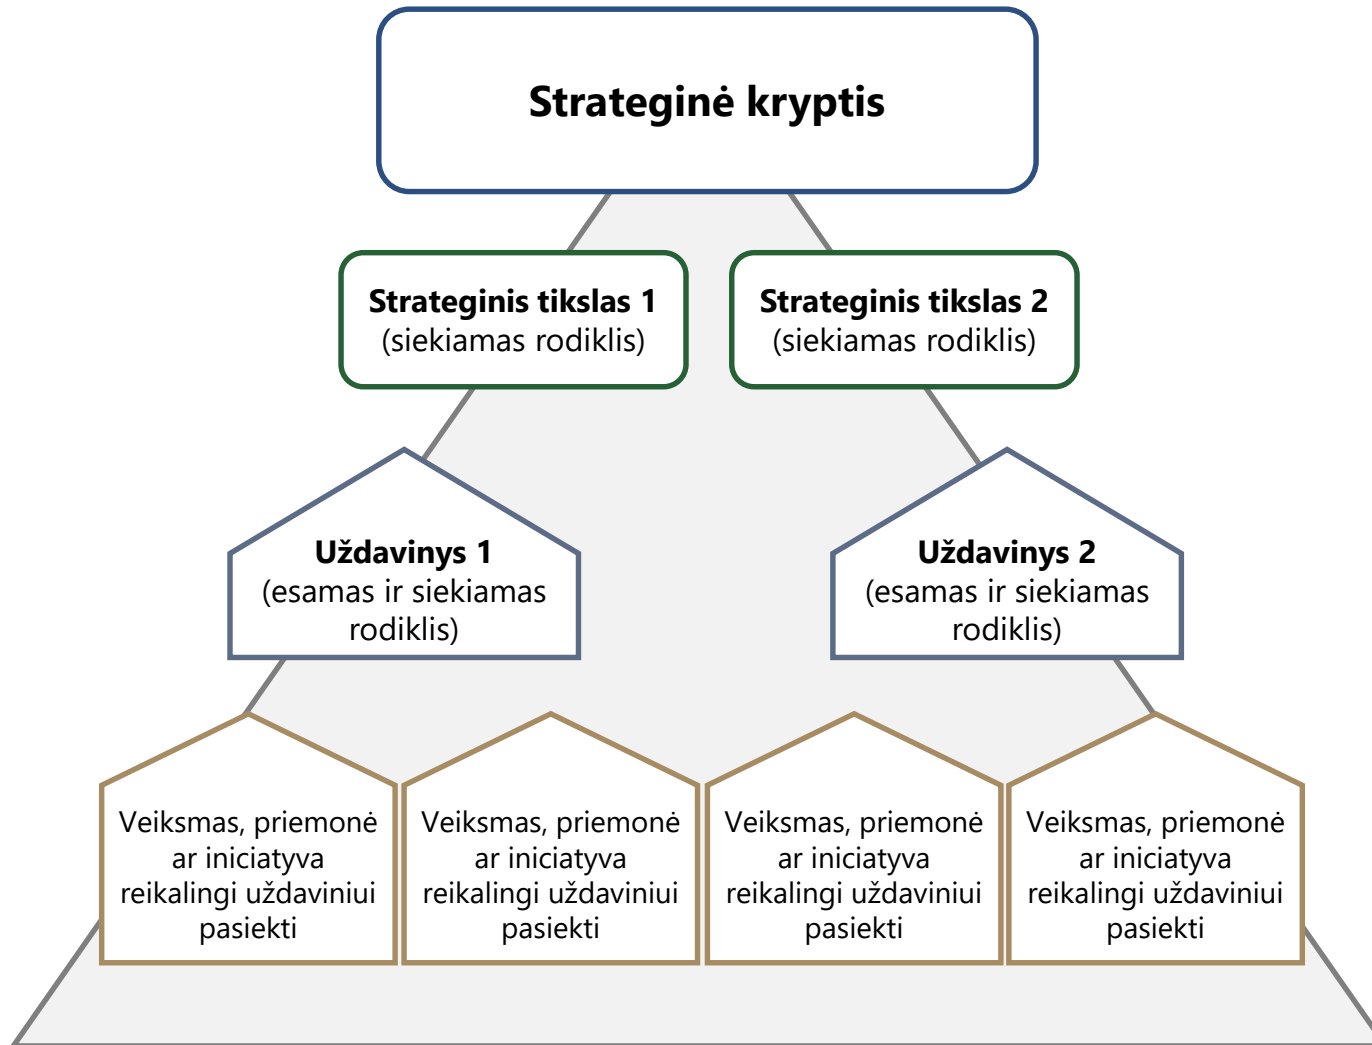 Strateginė kryptis
Strateginis tikslas 1
(siekiamas rodiklis)
Strateginis tikslas 2
(siekiamas rodiklis)
Uždavinys 1
(esamas ir siekiamas
rodiklis)
Uždavinys 2
(esamas ir siekiamas
rodiklis)
Veiksmas, priemonė
ar iniciatyva
reikalingi uždaviniui
pasiekti
Veiksmas, priemonė
ar iniciatyva
reikalingi uždaviniui
pasiekti
Veiksmas, priemonė
ar iniciatyva
reikalingi uždaviniui
pasiekti
Veiksmas, priemonė
ar iniciatyva
reikalingi uždaviniui
pasiekti